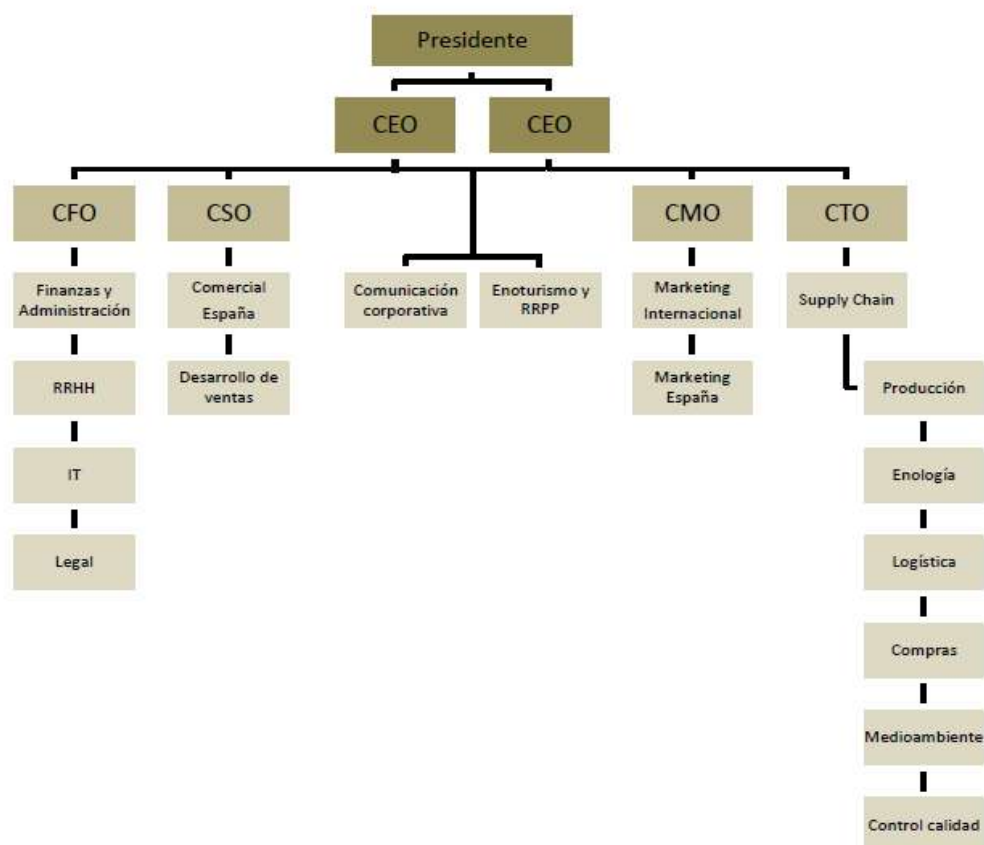 Presidente
CEO
CEO
CFO
CSO
CMO
CTO
Finanzas y
Administración
Comercial
España
Comunicación
corporativa
Enoturismo y
RRPP
Marketing
Internacional
Supply Chain
RRHH
Desarrollo de
ventas
Marketing
España
Producción
IT
Enología
Legal
Logística
Compras
Medioambiente
Control calidad